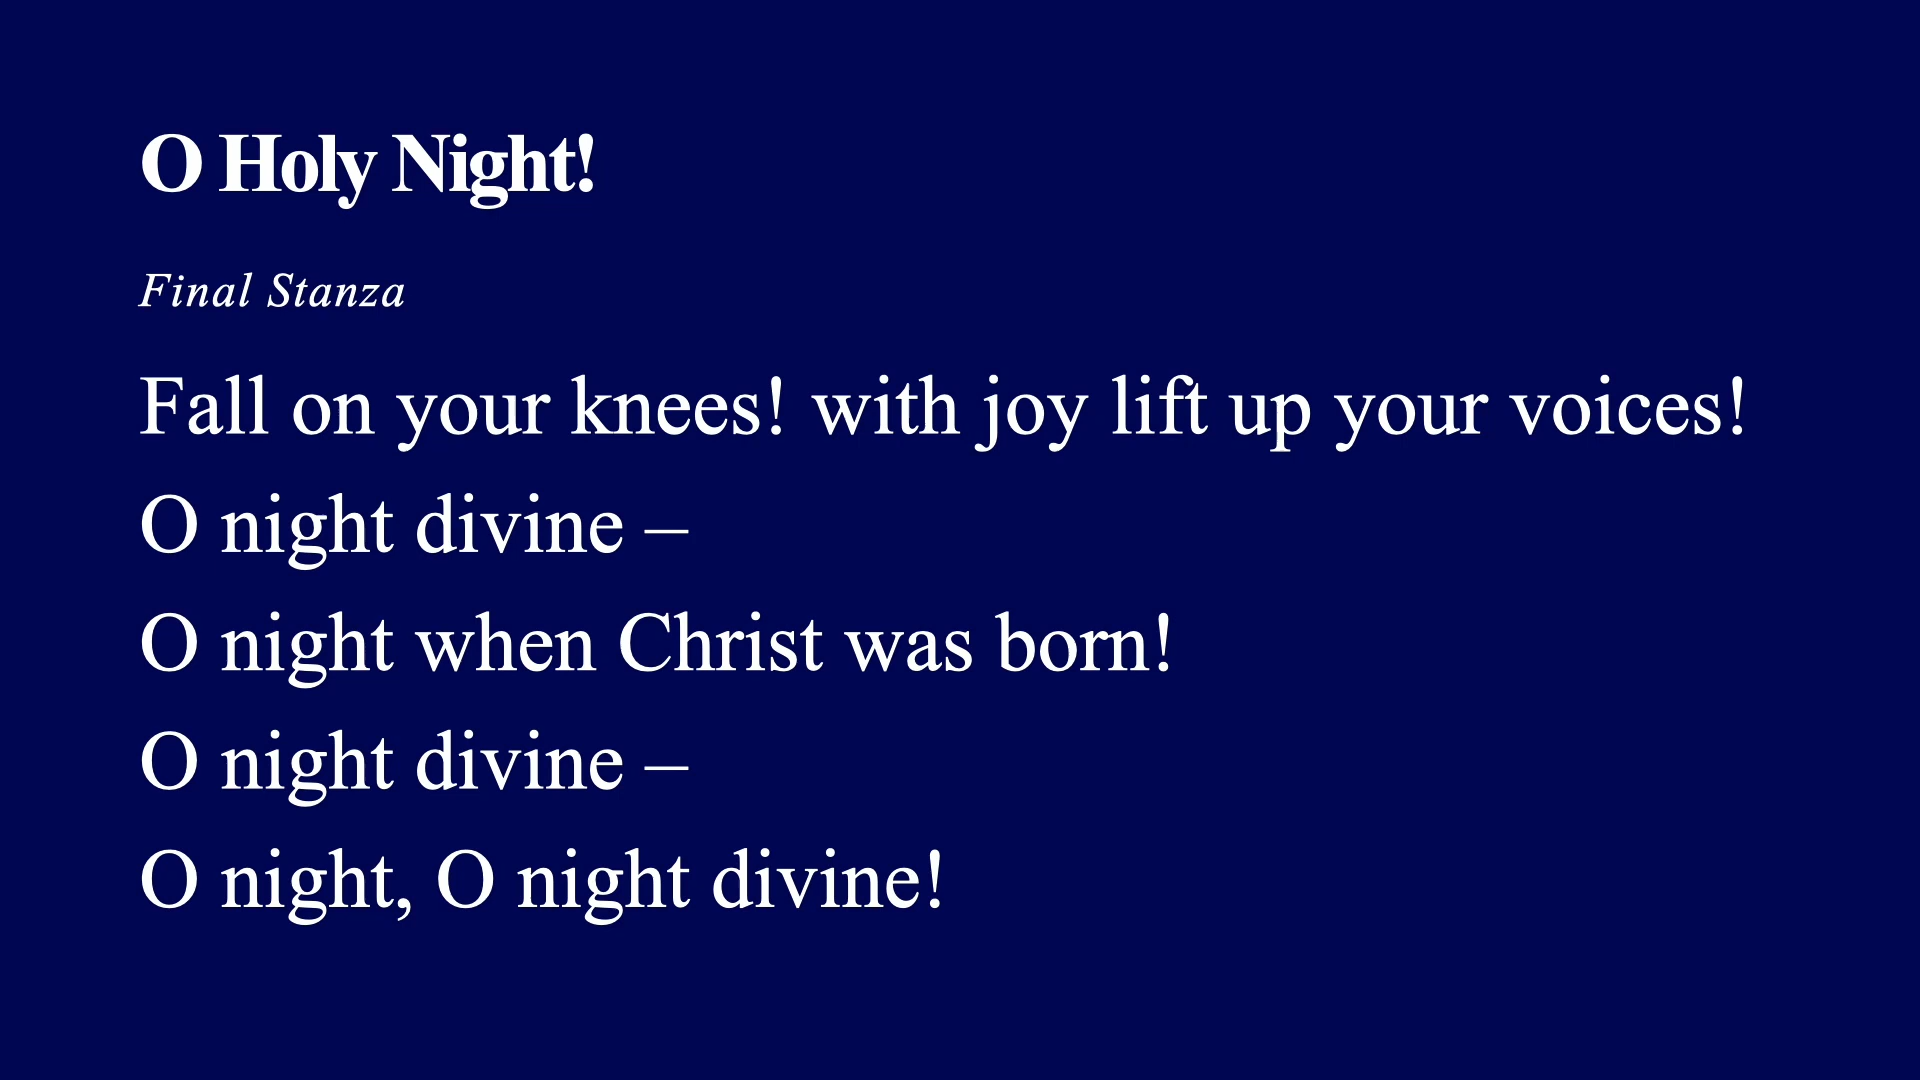 O Holy Night!
Final Stanza
Fall on your knees! with joy lift up your voices!
O night divine –
O night when Christ was born!
O night divine –
O night, O night divine!